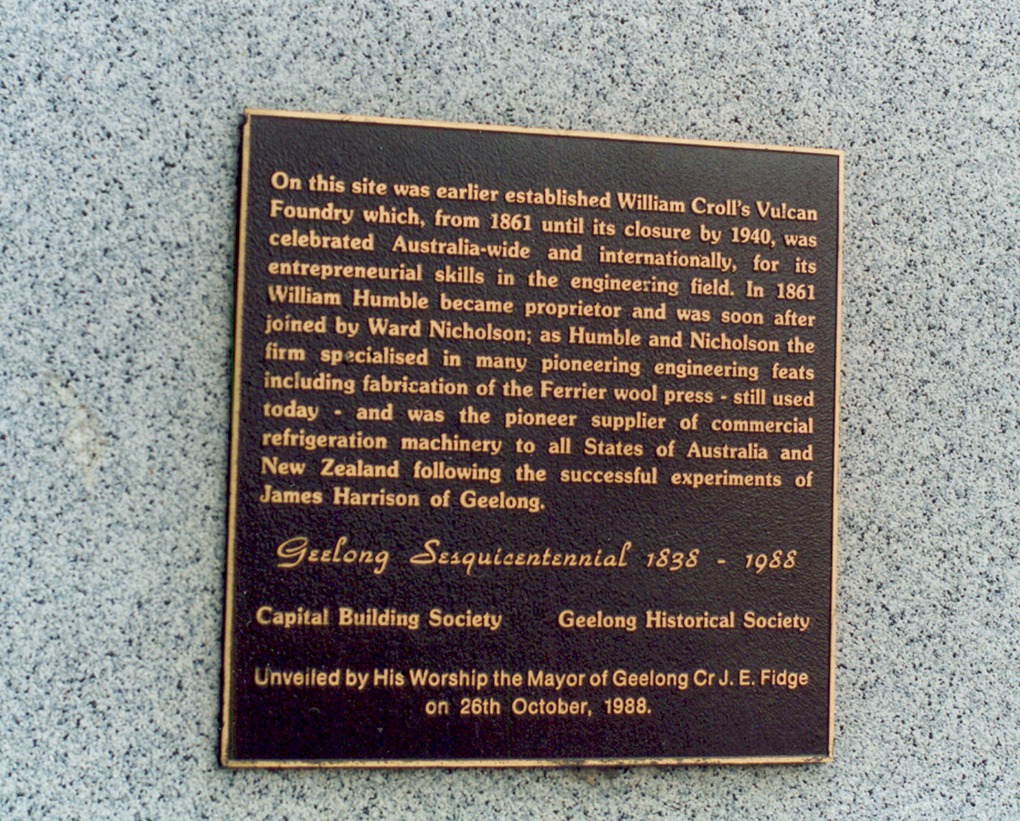 On this site was earlier established William Croll's Vulcan
Foundry which, from 1861 until its closure by 1940, was
celebrated Australia-wide and internationally, for its
entrepreneurial skills in the engineering field. In 1861
William Humble became proprietor and was soon after
joined by Ward Nicholson; as Humble and Nicholson the
firm specialised in many pioneering engineering feats
including fabrication of the Ferrier wool press - still used
today - and was the pioneer supplier of commercial
refrigeration machinery to all States of Australia and
New Zealand following the successful experiments of
James Harrison of Geelong.
Geelong Sesquicentennial 1838 - 1988
Capital Building Society Geelong Historical Society
Unveiled by His Worship the Mayor of Geelong Cr J. E. Fidge
on 26th October, 1988.